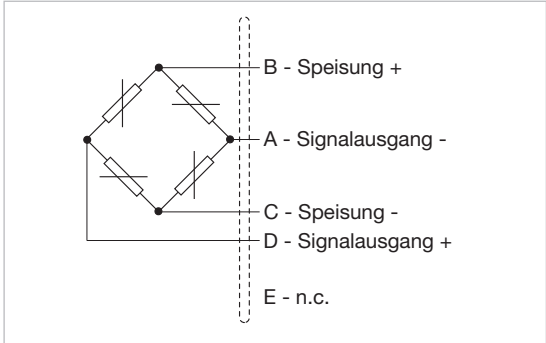 B - Speisung +
A - Signalausgang -
C - Speisung -
D - Signalausgang +
E - n.c.